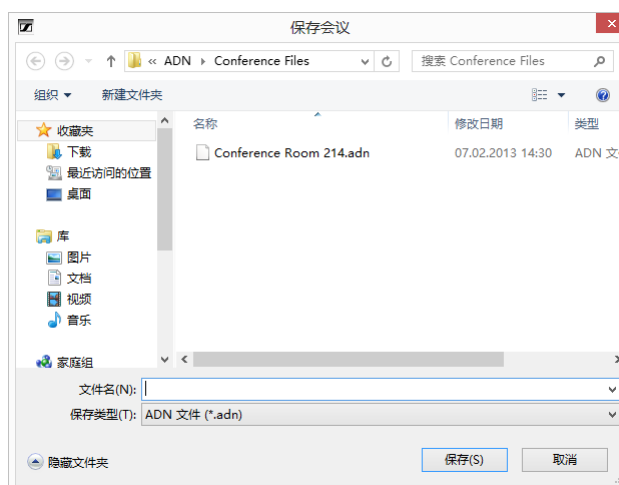 保存会议
« ADN Conference Files
搜索 Conference Files
组织 新建文件夹
收藏夹
下载
最近访问的位置
桌面
库
图片
文档
视频
音乐
家庭组
名称 修改日期 类型
Conference Room 214.adn 07.02.2013 14:30 ADN 文
文件名(N):
保存类型(T): ADN 文件 (*.adn)
隐藏文件夹 保存(S) 取消